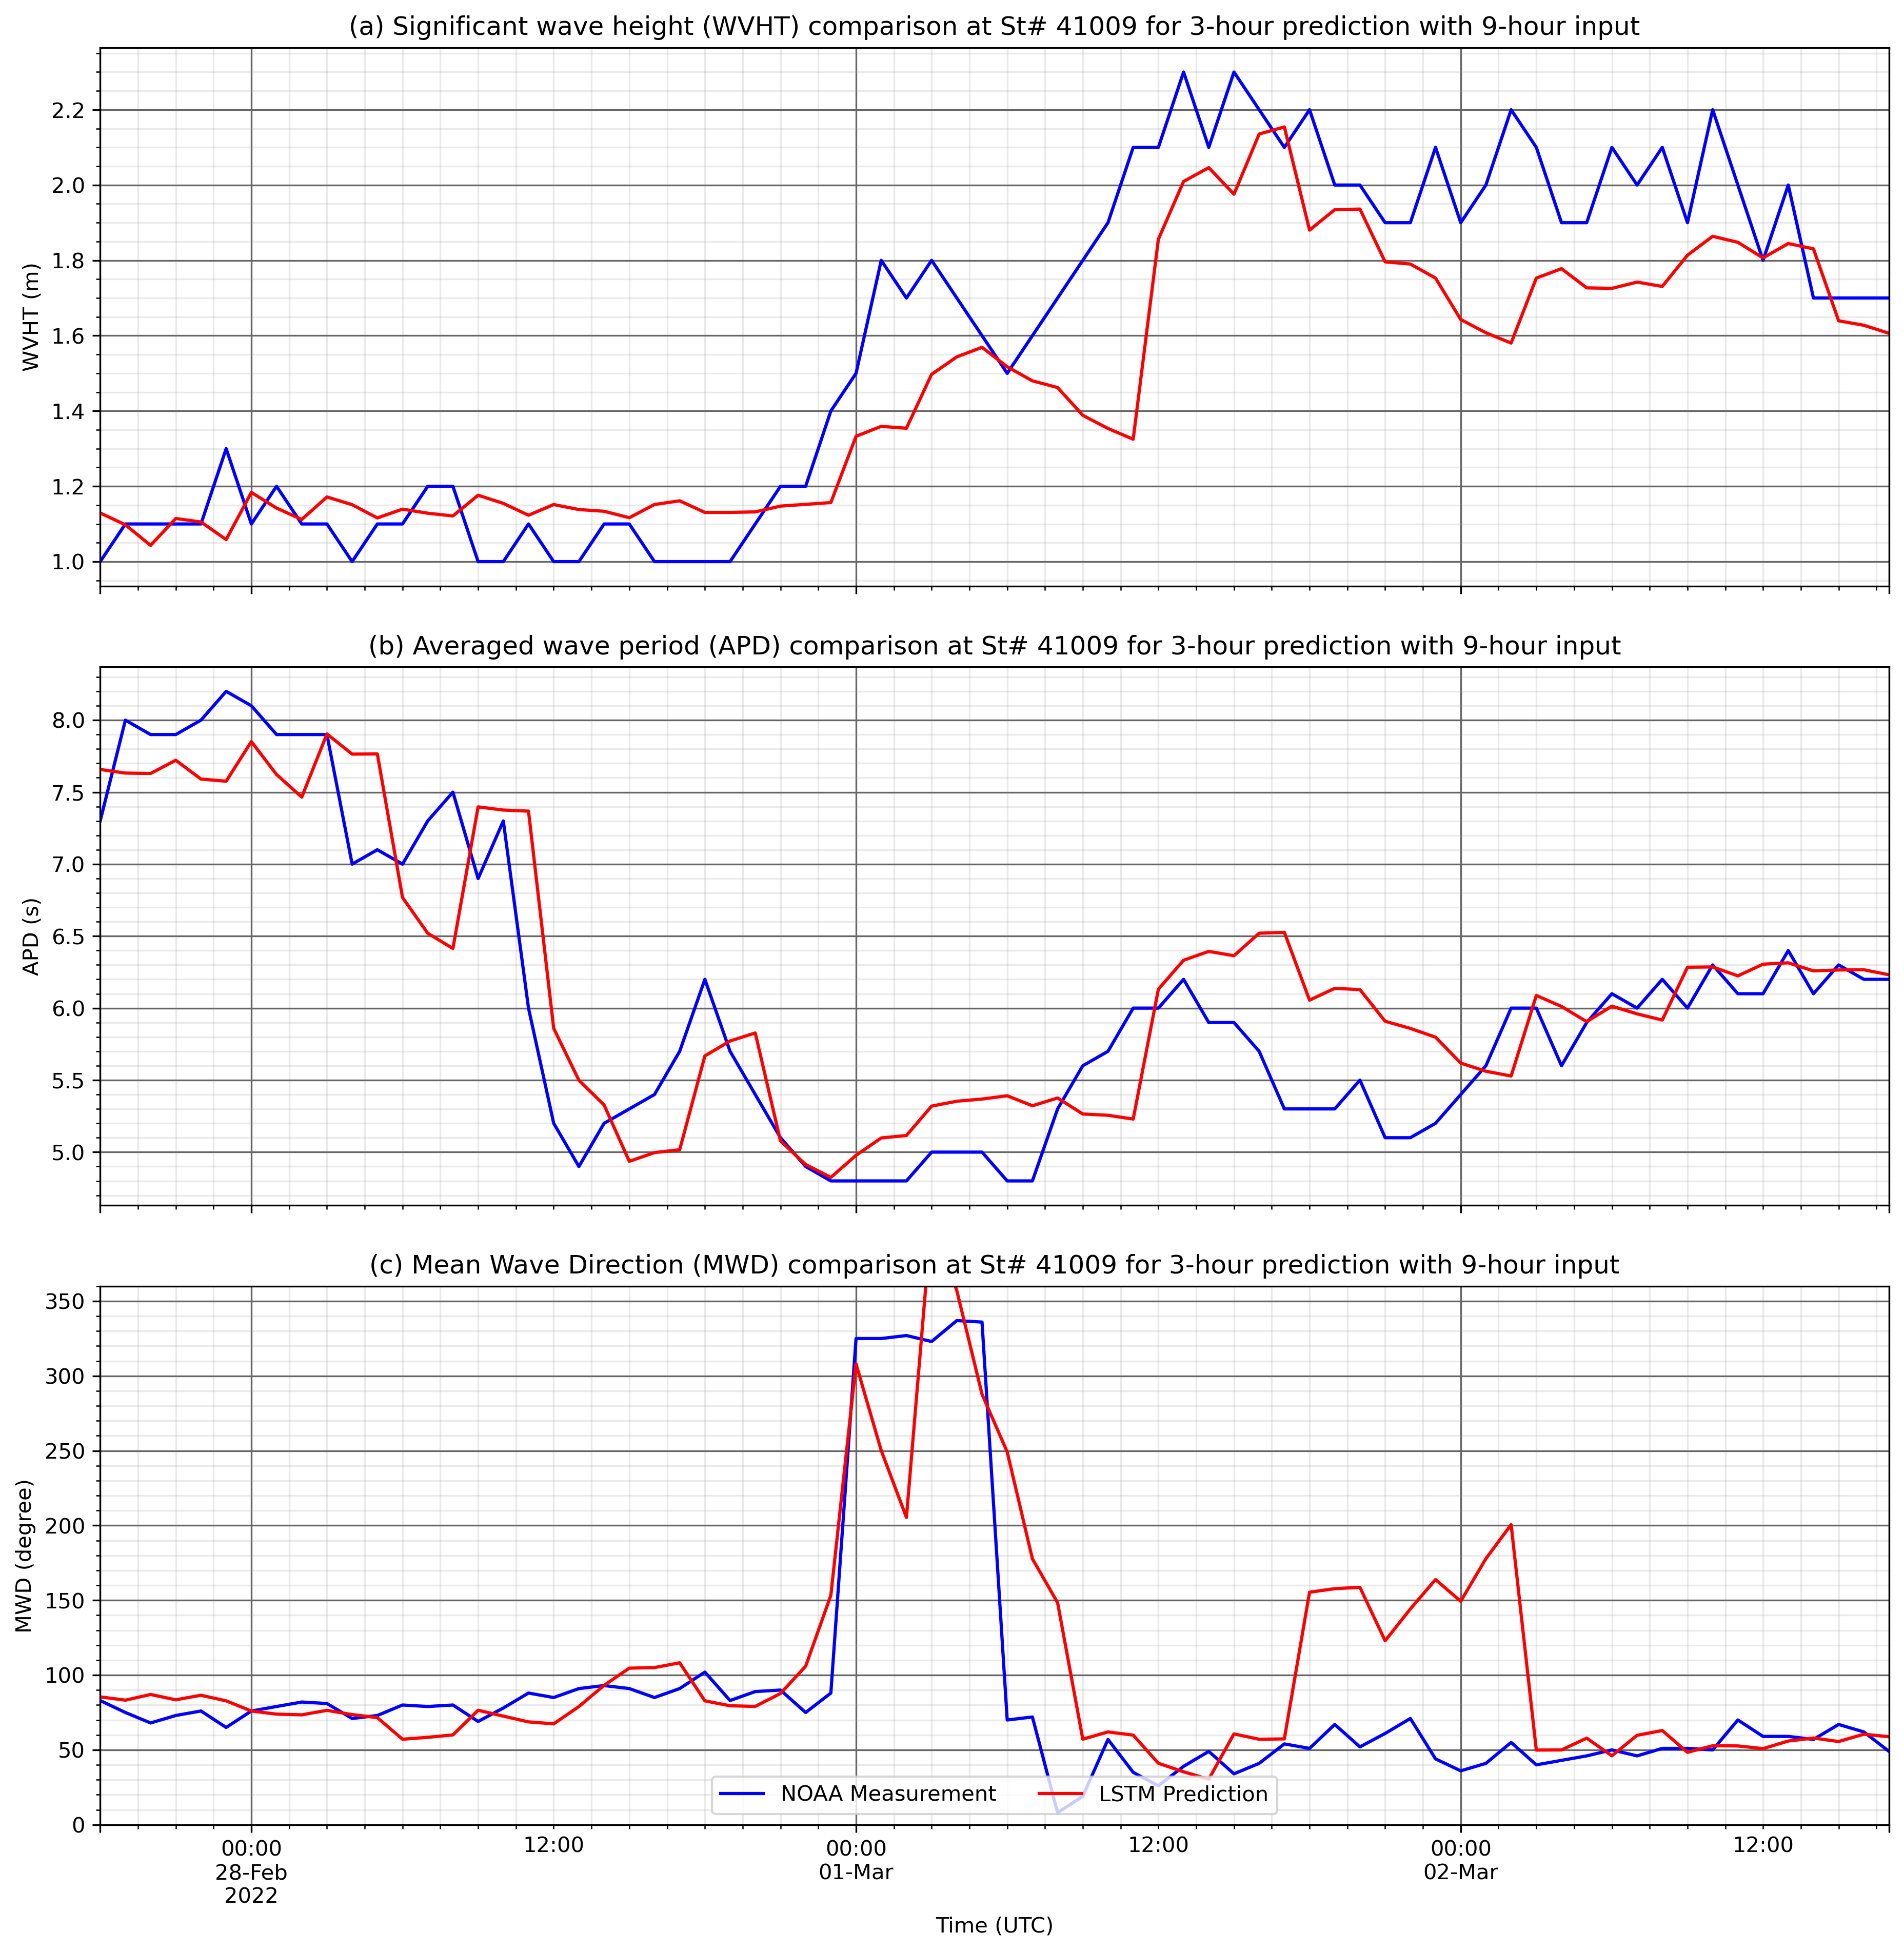 (a) Significant wave height (WVHT) comparison at St# 41009 for 3-hour prediction with 9-hour input
2.2
2.0
1.8
1.6
1.4
1.2
1.0
WVHT (m)
(b) Averaged wave period (APD) comparison at St# 41009 for 3-hour prediction with 9-hour input
8.0
7.5
7.0
6.5
6.0
5.5
5.0
APD (s)
(c) Mean Wave Direction (MWD) comparison at St# 41009 for 3-hour prediction with 9-hour input
350
300
250
200
150
100
50
0
MWD (degree)
NOAA Measurement LSTM Prediction
00:00 12:00 00:00 12:00 00:00 12:00
28-Feb 01-Mar 02-Mar
2022
Time (UTC)